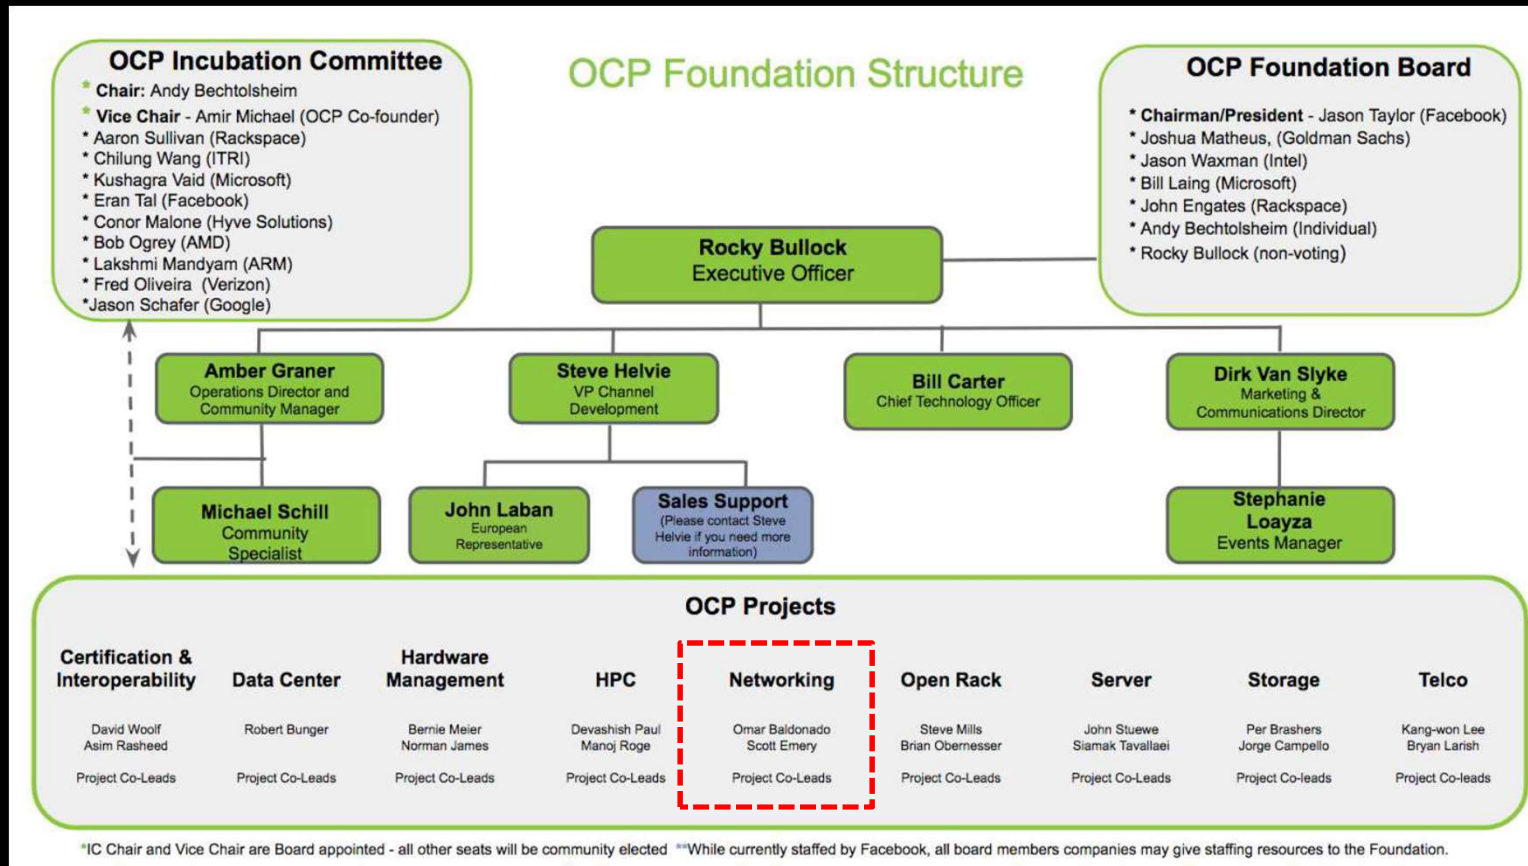 OCP Foundation Structure
OCP Incubation Committee
* Chair: Andy Bechtolsheim
* Vice Chair - Amir Michael (OCP Co-founder)
* Aaron Sullivan (Rackspace)
* Chilung Wang (ITRI)
* Kushagra Vaid (Microsoft)
* Eran Tal (Facebook)
* Conor Malone (Hyve Solutions)
* Bob Ogrey (AMD)
* Lakshmi Mandyam (ARM)
* Fred Oliveira (Verizon)
*Jason Schafer (Google)
OCP Foundation Board
* Chairman/President - Jason Taylor (Facebook)
* Joshua Matheus, (Goldman Sachs)
* Jason Waxman (Intel)
* Bill Laing (Microsoft)
* John Engates (Rackspace)
* Andy Bechtolsheim (Individual)
* Rocky Bullock (non-voting)
Rocky Bullock
Executive Officer
Amber Graner
Operations Director and
Community Manager
Steve Helvie
VP Channel
Development
Bill Carter
Chief Technology Officer
Dirk Van Slyke
Marketing &
Communications Director
Michael Schill
Community
Specialist
John Laban
European
Representative
Sales Support
(Please contact Steve
Helvie if you need more
information)
Stephanie
Loayza
Events Manager
OCP Projects
Certification &
Interoperability
David Woolf
Asim Rasheed
Project Co-Leads
Data Center
Robert Bunger
Project Co-Leads
Hardware
Management
Bernie Meier
Norman James
Project Co-Leads
HPC
Devashish Paul
Manoj Roge
Project Co-Leads
Networking
Omar Baldonado
Scott Emery
Project Co-Leads
Open Rack
Steve Mills
Brian Obernesser
Project Co-Leads
Server
John Stuewe
Siamak Tavallaei
Project Co-Leads
Storage
Per Brashers
Jorge Campello
Project Co-leads
Telco
Kang-won Lee
Bryan Larish
Project Co-leads
*IC Chair and Vice Chair are Board appointed - all other seats will be community elected **While currently staffed by Facebook, all board members companies may give staffing resources to the Foundation.